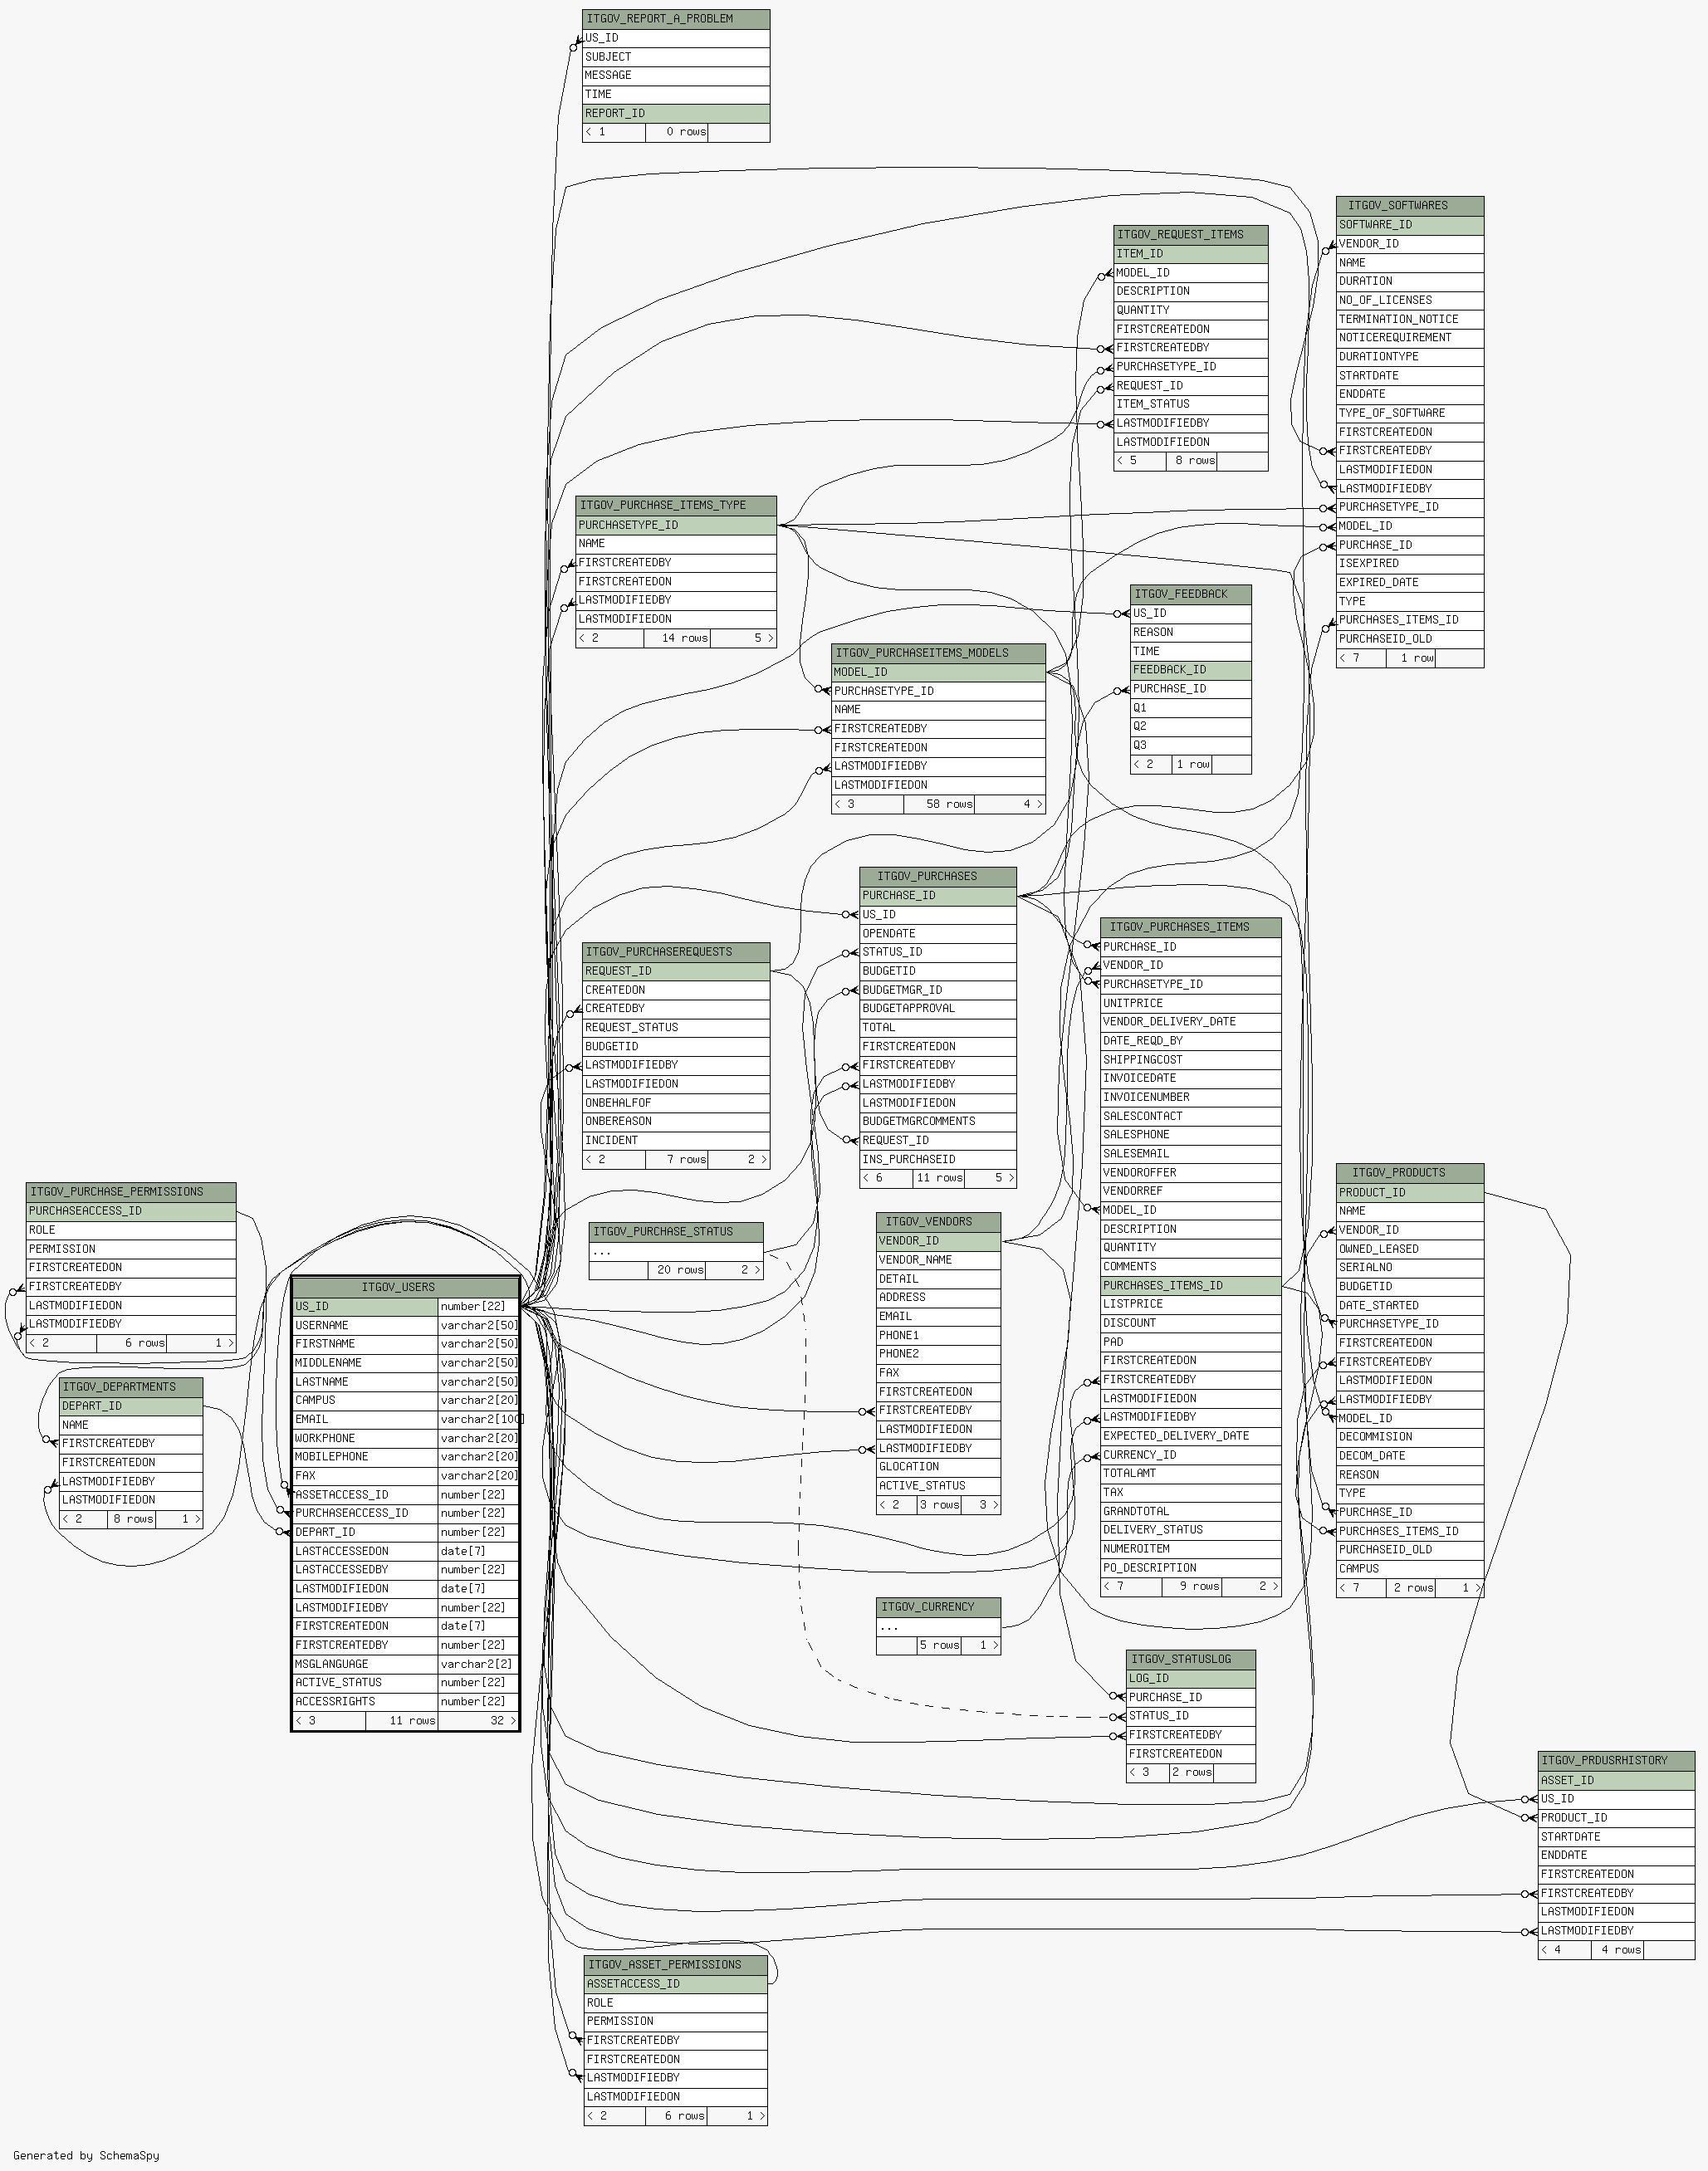 ITGOV_REPORT_A_PROBLEM
US_ID
SUBJECT
MESSAGE
TIME
REPORT_ID
< 1 0 rows
ITGOV_SOFTWARES
SOFTWARE_ID
VENDOR_ID
NAME
DURATION
NO_OF_LICENSES
TERMINATION_NOTICE
NOTICEREQUIREMENT
DURATIONTYPE
STARTDATE
ENDDATE
TYPE_OF_SOFTWARE
FIRSTCREATEDON
FIRSTCREATEDBY
LASTMODIFIEDON
LASTMODIFIEDBY
PURCHASETYPE_ID
MODEL_ID
PURCHASE_ID
ISEXPIRED
EXPIRED_DATE
TYPE
PURCHASES_ITEMS_ID
PURCHASEID_OLD
< 7 1 row
ITGOV_REQUEST_ITEMS
ITEM_ID
MODEL_ID
DESCRIPTION
QUANTITY
FIRSTCREATEDON
FIRSTCREATEDBY
PURCHASETYPE_ID
REQUEST_ID
ITEM_STATUS
LASTMODIFIEDBY
LASTMODIFIEDON
< 5 8 rows
ITGOV_PURCHASE_ITEMS_TYPE
PURCHASETYPE_ID
NAME
FIRSTCREATEDBY
FIRSTCREATEDON
LASTMODIFIEDBY
LASTMODIFIEDON
< 2 14 rows 5 >
ITGOV_FEEDBACK
US_ID
REASON
TIME
FEEDBACK_ID
PURCHASE_ID
Q1
Q2
Q3
< 2 1 row
ITGOV_PURCHASEITEMS_MODELS
MODEL_ID
PURCHASETYPE_ID
NAME
FIRSTCREATEDBY
FIRSTCREATEDON
LASTMODIFIEDBY
LASTMODIFIEDON
< 3 58 rows 4 >
ITGOV_PURCHASES
PURCHASE_ID
US_ID
OPENDATE
STATUS_ID
BUDGETID
BUDGETMGR_ID
BUDGETAPPROVAL
TOTAL
FIRSTCREATEDON
FIRSTCREATEDBY
LASTMODIFIEDBY
LASTMODIFIEDON
BUDGETMGRCOMMENTS
REQUEST_ID
INS_PURCHASEID
< 6 11 rows 5 >
ITGOV_PURCHASES_ITEMS
PURCHASE_ID
VENDOR_ID
PURCHASETYPE_ID
UNITPRICE
VENDOR_DELIVERY_DATE
DATE_REQD_BY
SHIPPINGCOST
INVOICEDATE
INVOICENUMBER
SALESCONTACT
SALESPHONE
SALESEMAIL
VENDOROFFER
VENDORREF
MODEL_ID
DESCRIPTION
QUANTITY
COMMENTS
PURCHASES_ITEMS_ID
LISTPRICE
DISCOUNT
PAD
FIRSTCREATEDON
FIRSTCREATEDBY
LASTMODIFIEDON
LASTMODIFIEDBY
EXPECTED_DELIVERY_DATE
CURRENCY_ID
TOTALAMT
TAX
GRANDTOTAL
DELIVERY_STATUS
NUMEROITEM
PO_DESCRIPTION
< 7 9 rows 2 >
ITGOV_PURCHASEREQUESTS
REQUEST_ID
CREATEDON
CREATEDBY
REQUEST_STATUS
BUDGETID
LASTMODIFIEDBY
LASTMODIFIEDON
ONBEHALFOF
ONBEREASON
INCIDENT
< 2 7 rows 2 >
ITGOV_PRODUCTS
PRODUCT_ID
NAME
VENDOR_ID
OWNED_LEASED
SERIALNO
BUDGETID
DATE_STARTED
PURCHASETYPE_ID
FIRSTCREATEDON
FIRSTCREATEDBY
LASTMODIFIEDON
LASTMODIFIEDBY
MODEL_ID
DECOMMISION
DECOM_DATE
REASON
TYPE
PURCHASE_ID
PURCHASES_ITEMS_ID
PURCHASEID_OLD
CAMPUS
< 7 2 rows 1 >
ITGOV_PURCHASE_PERMISSIONS
PURCHASEACCESS_ID
ROLE
PERMISSION
FIRSTCREATEDON
FIRSTCREATEDBY
LASTMODIFIEDON
LASTMODIFIEDBY
< 2 6 rows 1 >
ITGOV_PURCHASE_STATUS
...
20 rows 2 >
ITGOV_VENDORS
VENDOR_ID
VENDOR_NAME
DETAIL
ADDRESS
EMAIL
PHONE1
PHONE2
FAX
FIRSTCREATEDON
FIRSTCREATEDBY
LASTMODIFIEDON
LASTMODIFIEDBY
GLOCATION
ACTIVE_STATUS
< 2 3 rows 3 >
ITGOV_USERS
US_ID number[22]
USERNAME varchar2[50]
FIRSTNAME varchar2[50]
MIDDLENAME varchar2[50]
LASTNAME varchar2[50]
CAMPUS varchar2[20]
EMAIL varchar2[100]
WORKPHONE varchar2[20]
MOBILEPHONE varchar2[20]
FAX varchar2[20]
ASSETACCESS_ID number[22]
PURCHASEACCESS_ID number[22]
DEPART_ID number[22]
LASTACCESSEDON date[7]
LASTACCESSEDBY number[22]
LASTMODIFIEDON date[7]
LASTMODIFIEDBY number[22]
FIRSTCREATEDON date[7]
FIRSTCREATEDBY number[22]
MSGLANGUAGE varchar2[2]
ACTIVE_STATUS number[22]
ACCESSRIGHTS number[22]
< 3 11 rows 32 >
ITGOV_DEPARTMENTS
DEPART_ID
NAME
FIRSTCREATEDBY
FIRSTCREATEDON
LASTMODIFIEDBY
LASTMODIFIEDON
< 2 8 rows 1 >
ITGOV_CURRENCY
...
5 rows 1 >
ITGOV_STATUSLOG
LOG_ID
PURCHASE_ID
STATUS_ID
FIRSTCREATEDBY
FIRSTCREATEDON
< 3 2 rows
ITGOV_PRDUSRHISTORY
ASSET_ID
US_ID
PRODUCT_ID
STARTDATE
ENDDATE
FIRSTCREATEDON
FIRSTCREATEDBY
LASTMODIFIEDON
LASTMODIFIEDBY
< 4 4 rows
ITGOV_ASSET_PERMISSIONS
ASSETACCESS_ID
ROLE
PERMISSION
FIRSTCREATEDBY
FIRSTCREATEDON
LASTMODIFIEDBY
LASTMODIFIEDON
< 2 6 rows 1 >
Generated by SchemaSpy